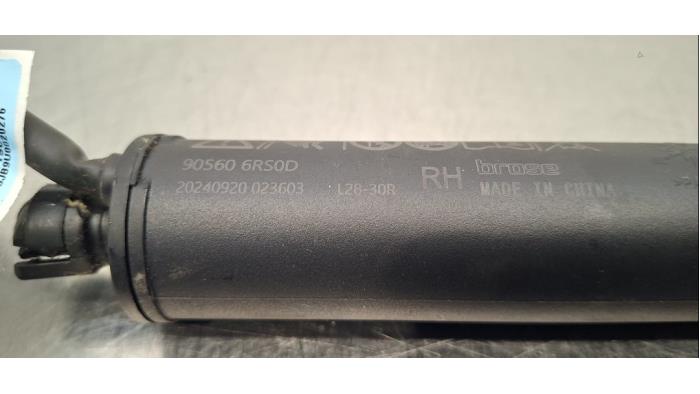 90560 6RS0D
20240920 023603 L28-30R
RH brose
MADE IN CHINA